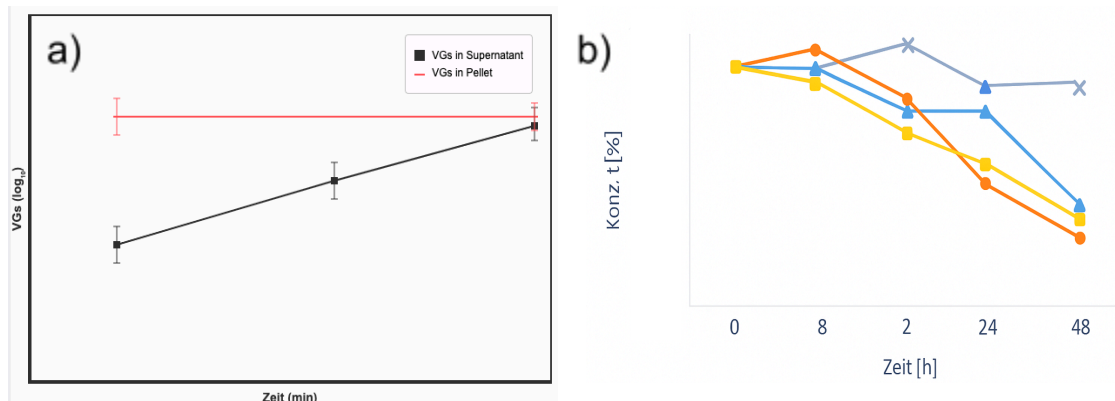 a)
VGs in Supernatant
VGs in Pellet
VGs (log₁₀)
Zeit (min)
b)
Konz. t [%]
0 8 2 24 48
Zeit [h]